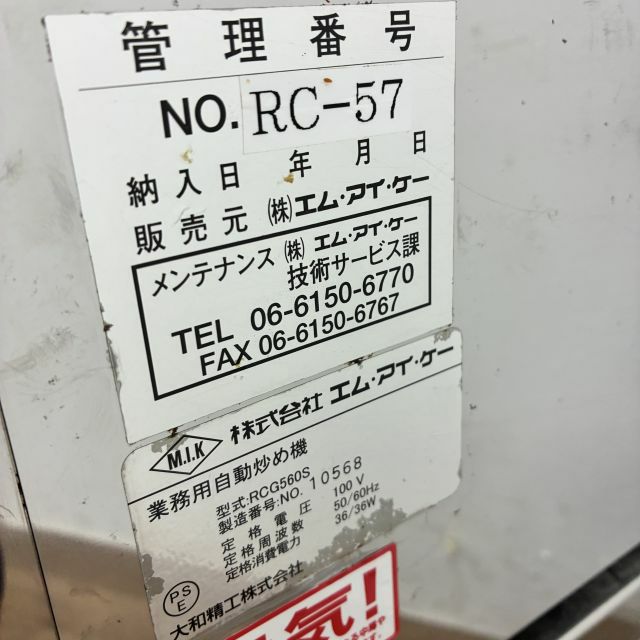 管理番号
NO. RC-57
納入日 年 月 日
販売元 (株)エム・アイ・ケー
メンテナンス (株) エム・アイ・ケー
技術サービス課
TEL 06-6150-6770
FAX 06-6150-6767
M.I.K 株式会社 エム・アイ・ケー
業務用自動炒め機
型式:RCG560S
製造番号:NO. 10568
定格電圧 100V
定格周波数 50/60Hz
定格消費電力 36/36W
PSE
大和精工株式会社
気!